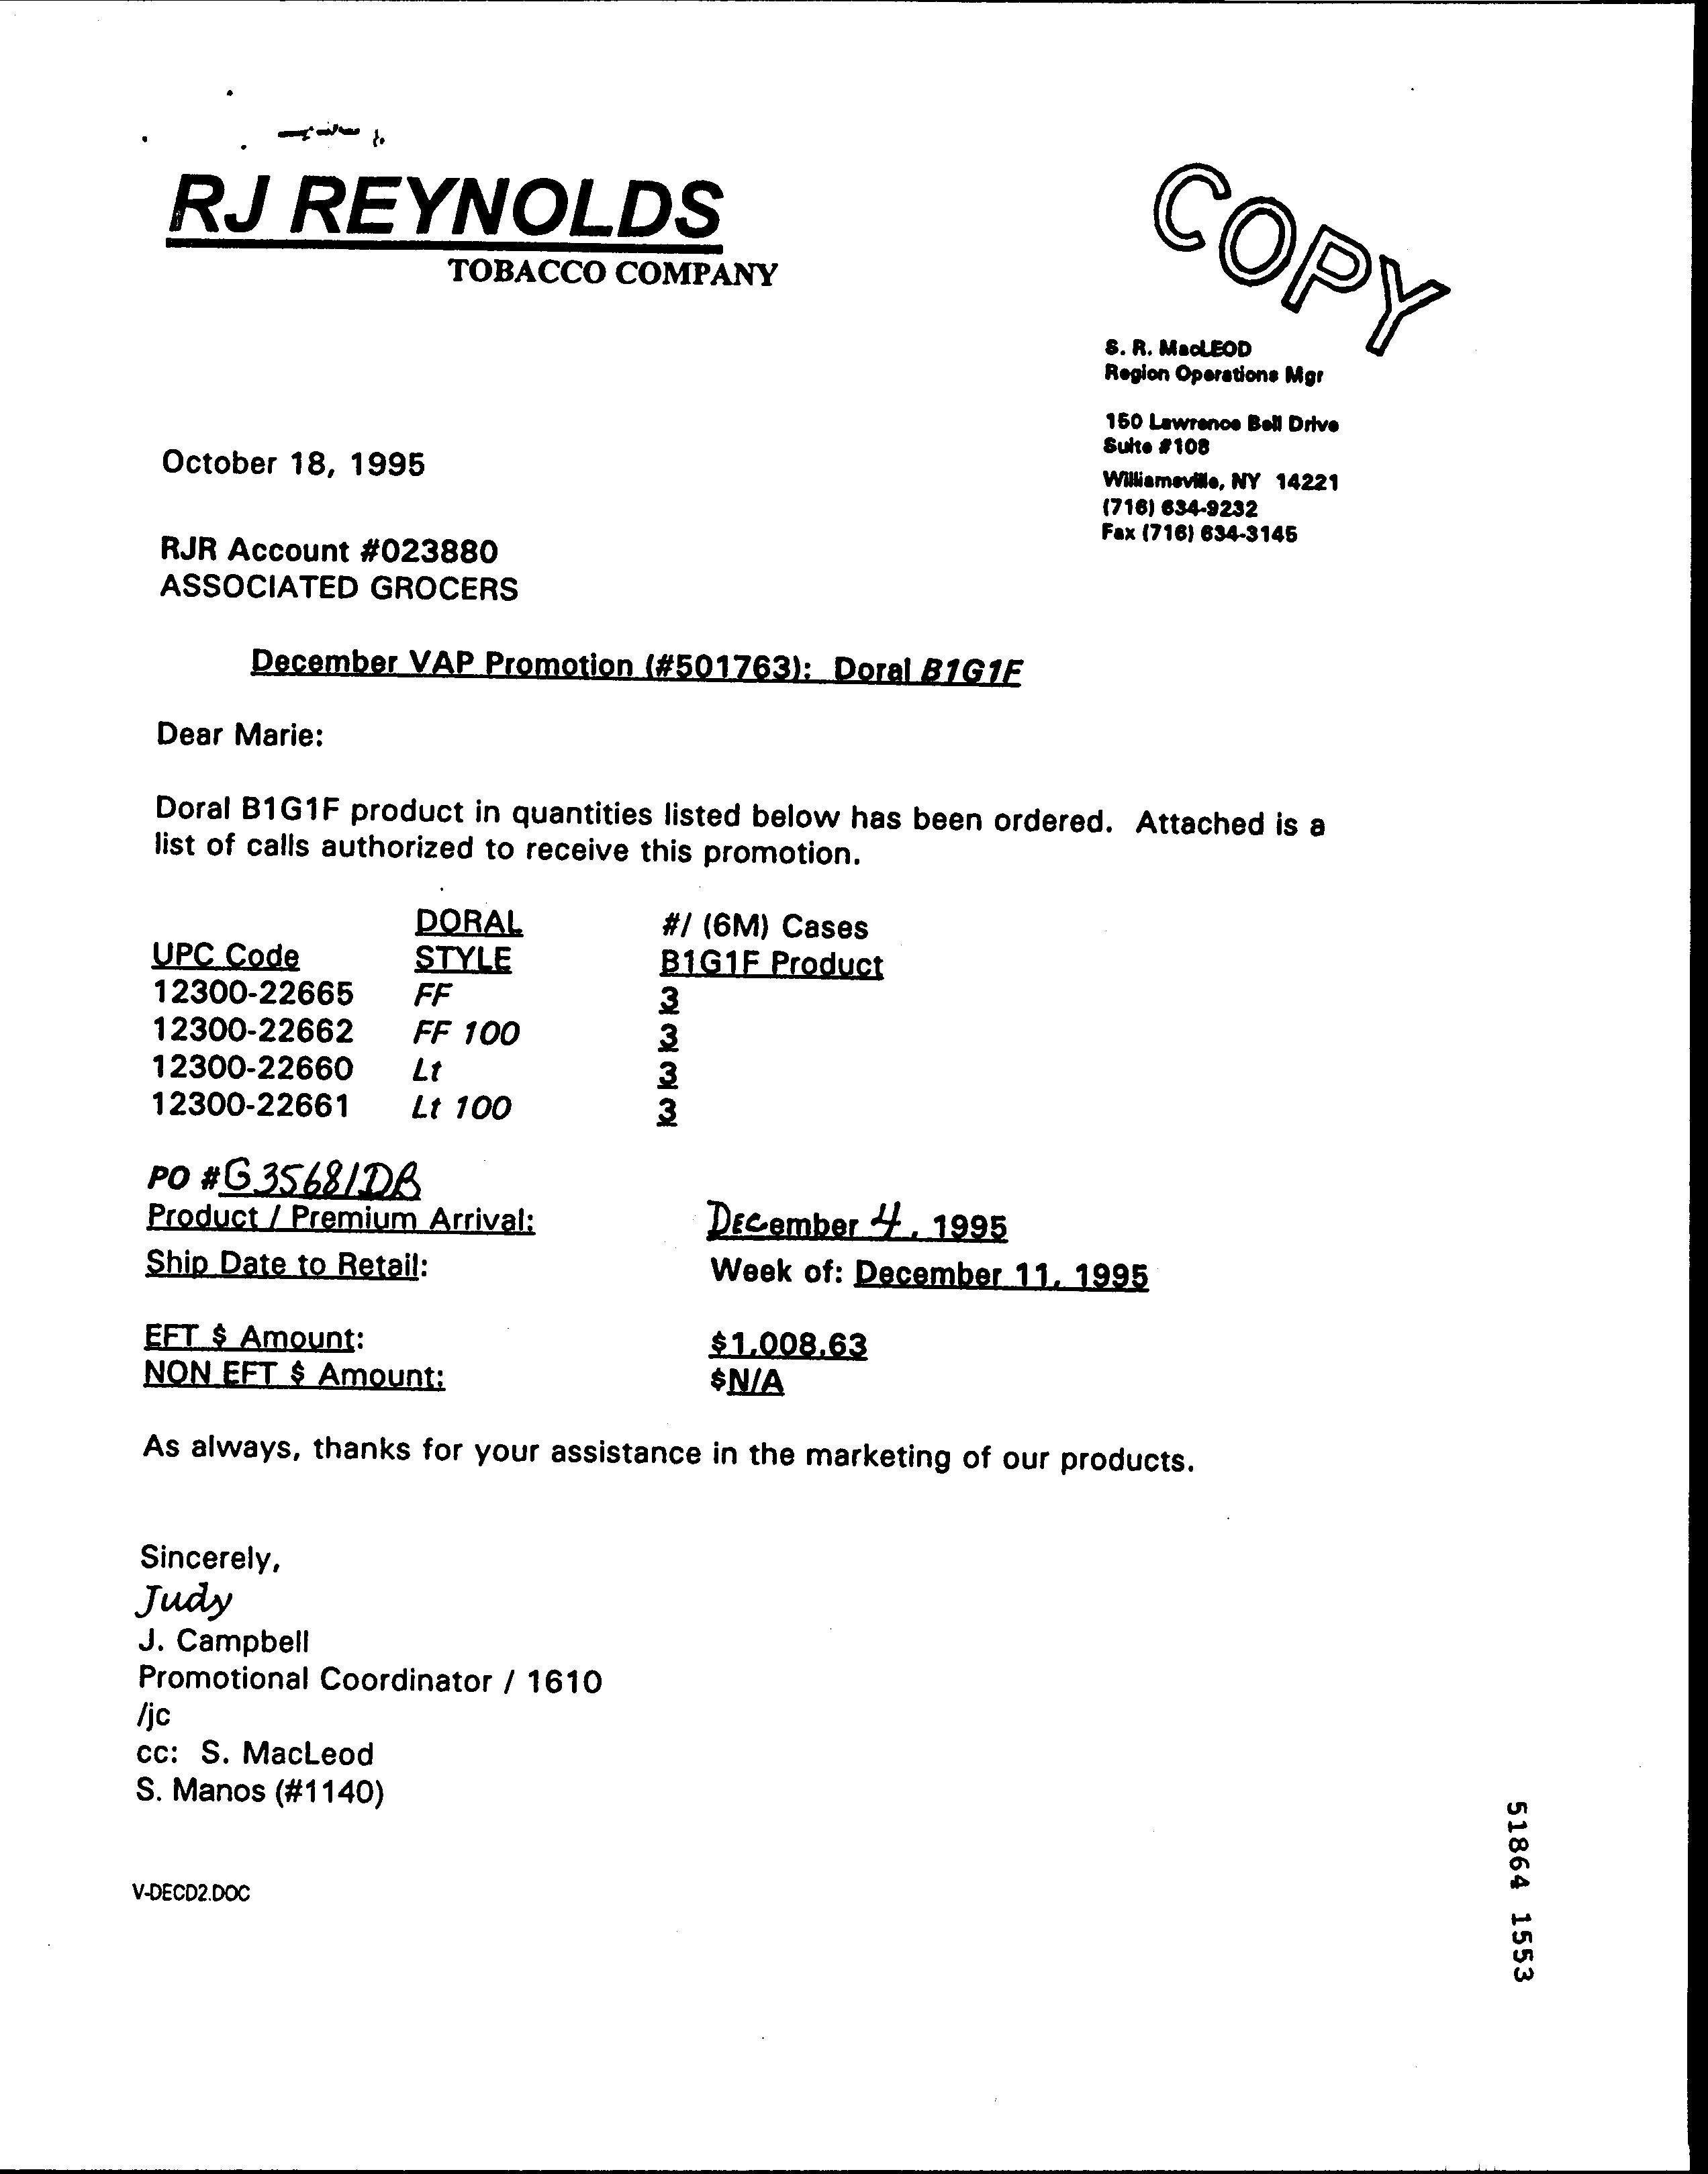 RJ REYNOLDS
TOBACCO COMPANY
COPY
S. R. MacLEOD
Region Operations Mgr
150 Lawrence Bell Drive
Suite #108
Williamsville, NY 14221
(716) 634-9232
Fax (716) 634-3145
October 18, 1995
RJR Account #023880
ASSOCIATED GROCERS
December VAP Promotion (#501763): Doral B1G1F
Dear Marie:
Doral B1G1F product in quantities listed below has been ordered. Attached is a
list of calls authorized to receive this promotion.
DORAL #/ (6M) Cases
UPC Code STYLE B1G1F Product
12300-22665 FF 3
12300-22662 FF 100 3
12300-22660 Lt 3
12300-22661 Lt 100 3
PO #G35681DB
Product / Premium Arrival: December 4, 1995
Ship Date to Retail: Week of: December 11, 1995
EFT $ Amount: $1,008.63
NON EFT $ Amount: $N/A
As always, thanks for your assistance in the marketing of our products.
Sincerely,
Judy
J. Campbell
Promotional Coordinator / 1610
/jc
cc: S. MacLeod
S. Manos (#1140)
V-DECD2.DOC
51864 1553